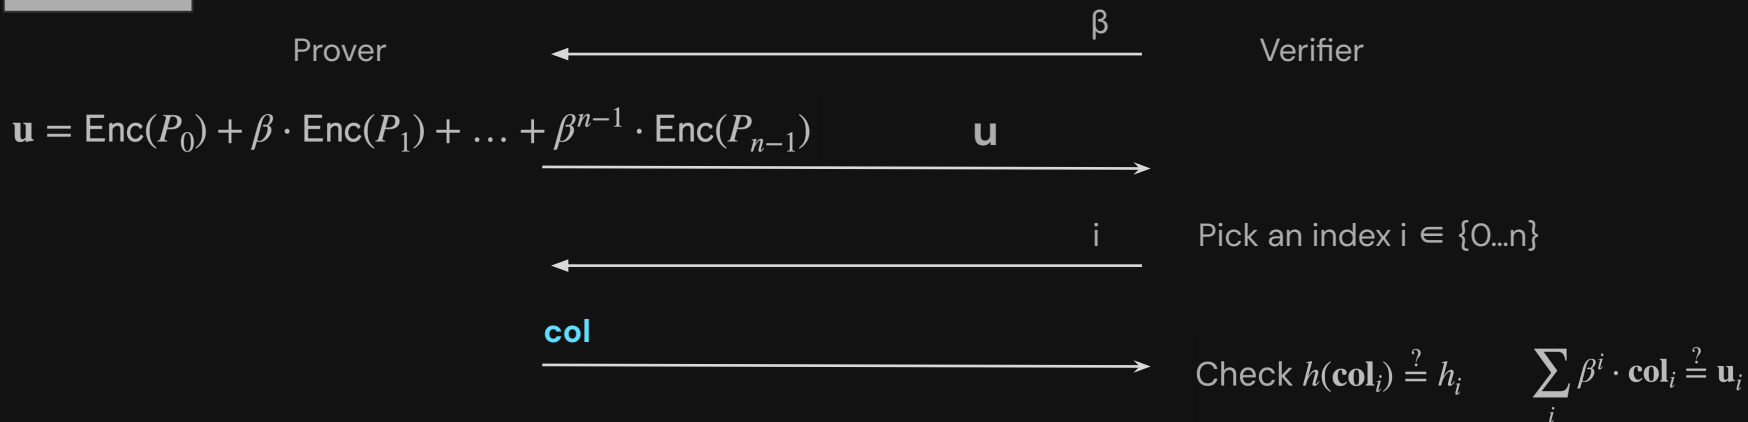 β
Prover
Verifier
u = Enc(P₀) + β · Enc(P₁) + … + βⁿ⁻¹ · Enc(Pₙ₋₁)
u
i
Pick an index i ∈ {0...n}
col
Check h(colᵢ) ≟ hᵢ
∑ᵢ βⁱ · colᵢ ≟ uᵢ